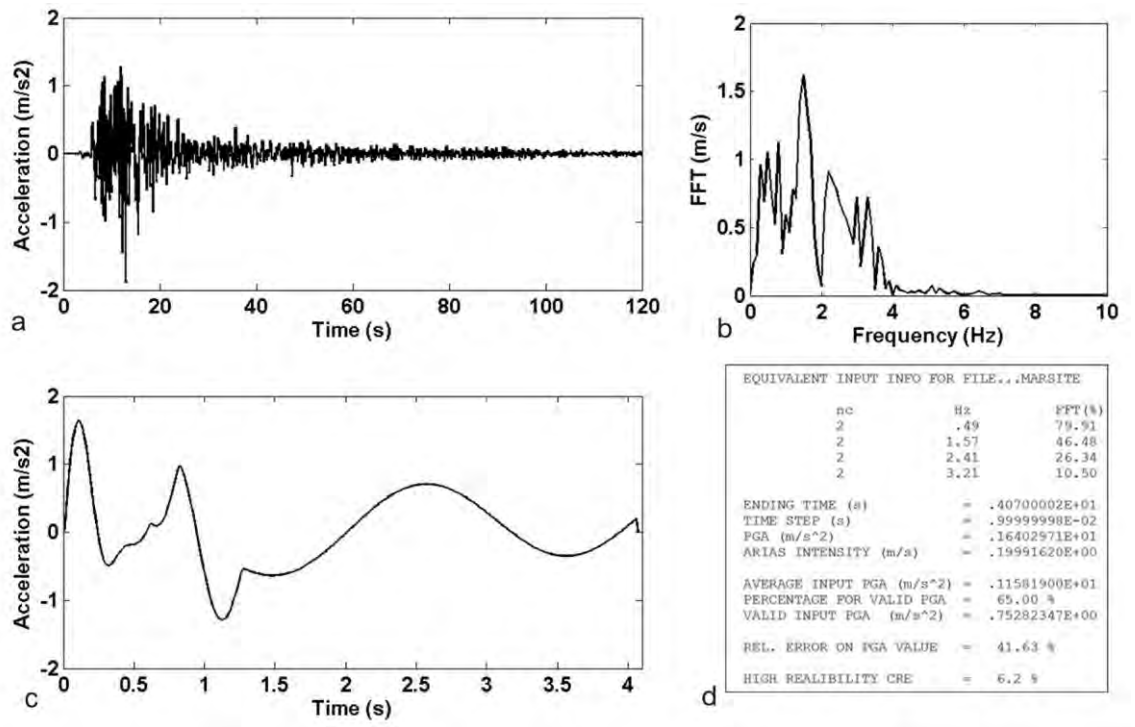 2
1
0
-1
-2
Acceleration (m/s2)
0 20 40 60 80 100 120
Time (s)
a
2
1.5
1
0.5
0
FFT (m/s)
0 2 4 6 8 10
Frequency (Hz)
b
2
1
0
-1
-2
Acceleration (m/s2)
0 0.5 1 1.5 2 2.5 3 3.5 4
Time (s)
c
EQUIVALENT INPUT INFO FOR FILE...MARSITE
nc Hz FFT(%)
2 .49 79.91
2 1.57 46.48
2 2.41 26.34
2 3.21 10.50
ENDING TIME (s) = .40700002E+01
TIME STEP (s) = .99999998E-02
PGA (m/s^2) = .16402971E+01
ARIAS INTENSITY (m/s) = .19991620E+00
AVERAGE INPUT PGA (m/s^2) = .11581900E+01
PERCENTAGE FOR VALID PGA = 65.00 %
VALID INPUT PGA (m/s^2) = .75282347E+00
REL. ERROR ON PGA VALUE = 41.63 %
HIGH REALIBILITY CRE = 6.2 %
d